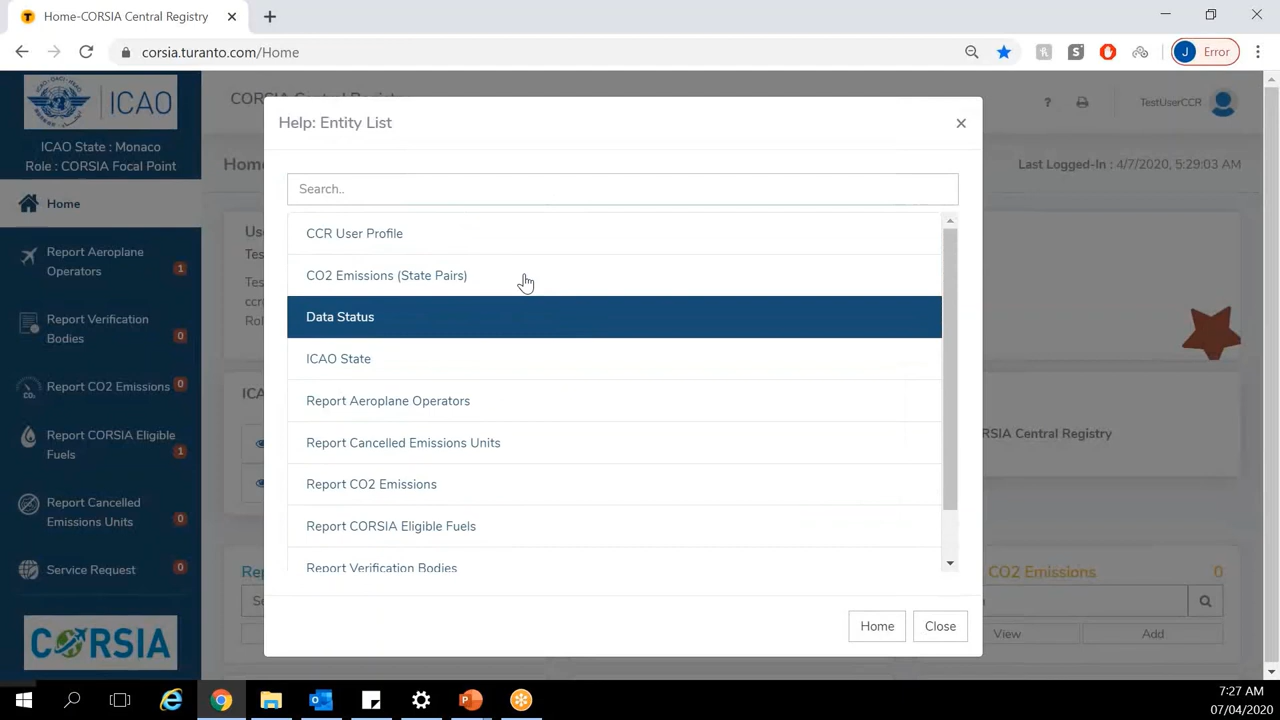 Home-CORSIA Central Registry
corsia.turanto.com/Home
J Error
ICAO
ICAO State : Monaco
Role : CORSIA Focal Point
Home
Report Aeroplane
Operators
1
Report Verification
Bodies
0
Report CO2 Emissions
0
Report CORSIA Eligible
Fuels
1
Report Cancelled
Emissions Units
0
Service Request
0
CORSIA
TestUserCCR
Last Logged-In : 4/7/2020, 5:29:03 AM
Help: Entity List
Search..
CCR User Profile
CO2 Emissions (State Pairs)
Data Status
ICAO State
Report Aeroplane Operators
Report Cancelled Emissions Units
Report CO2 Emissions
Report CORSIA Eligible Fuels
Report Verification Bodies
Home
Close
RSIA Central Registry
CO2 Emissions
0
View
Add
7:27 AM
07/04/2020